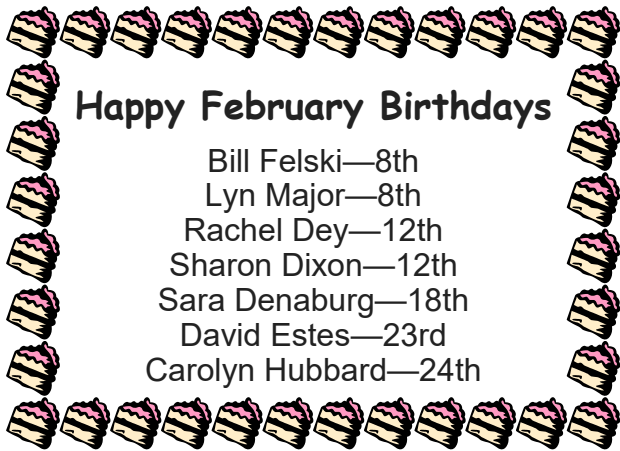 Happy February Birthdays
Bill Felski—8th
Lyn Major—8th
Rachel Dey—12th
Sharon Dixon—12th
Sara Denaburg—18th
David Estes—23rd
Carolyn Hubbard—24th